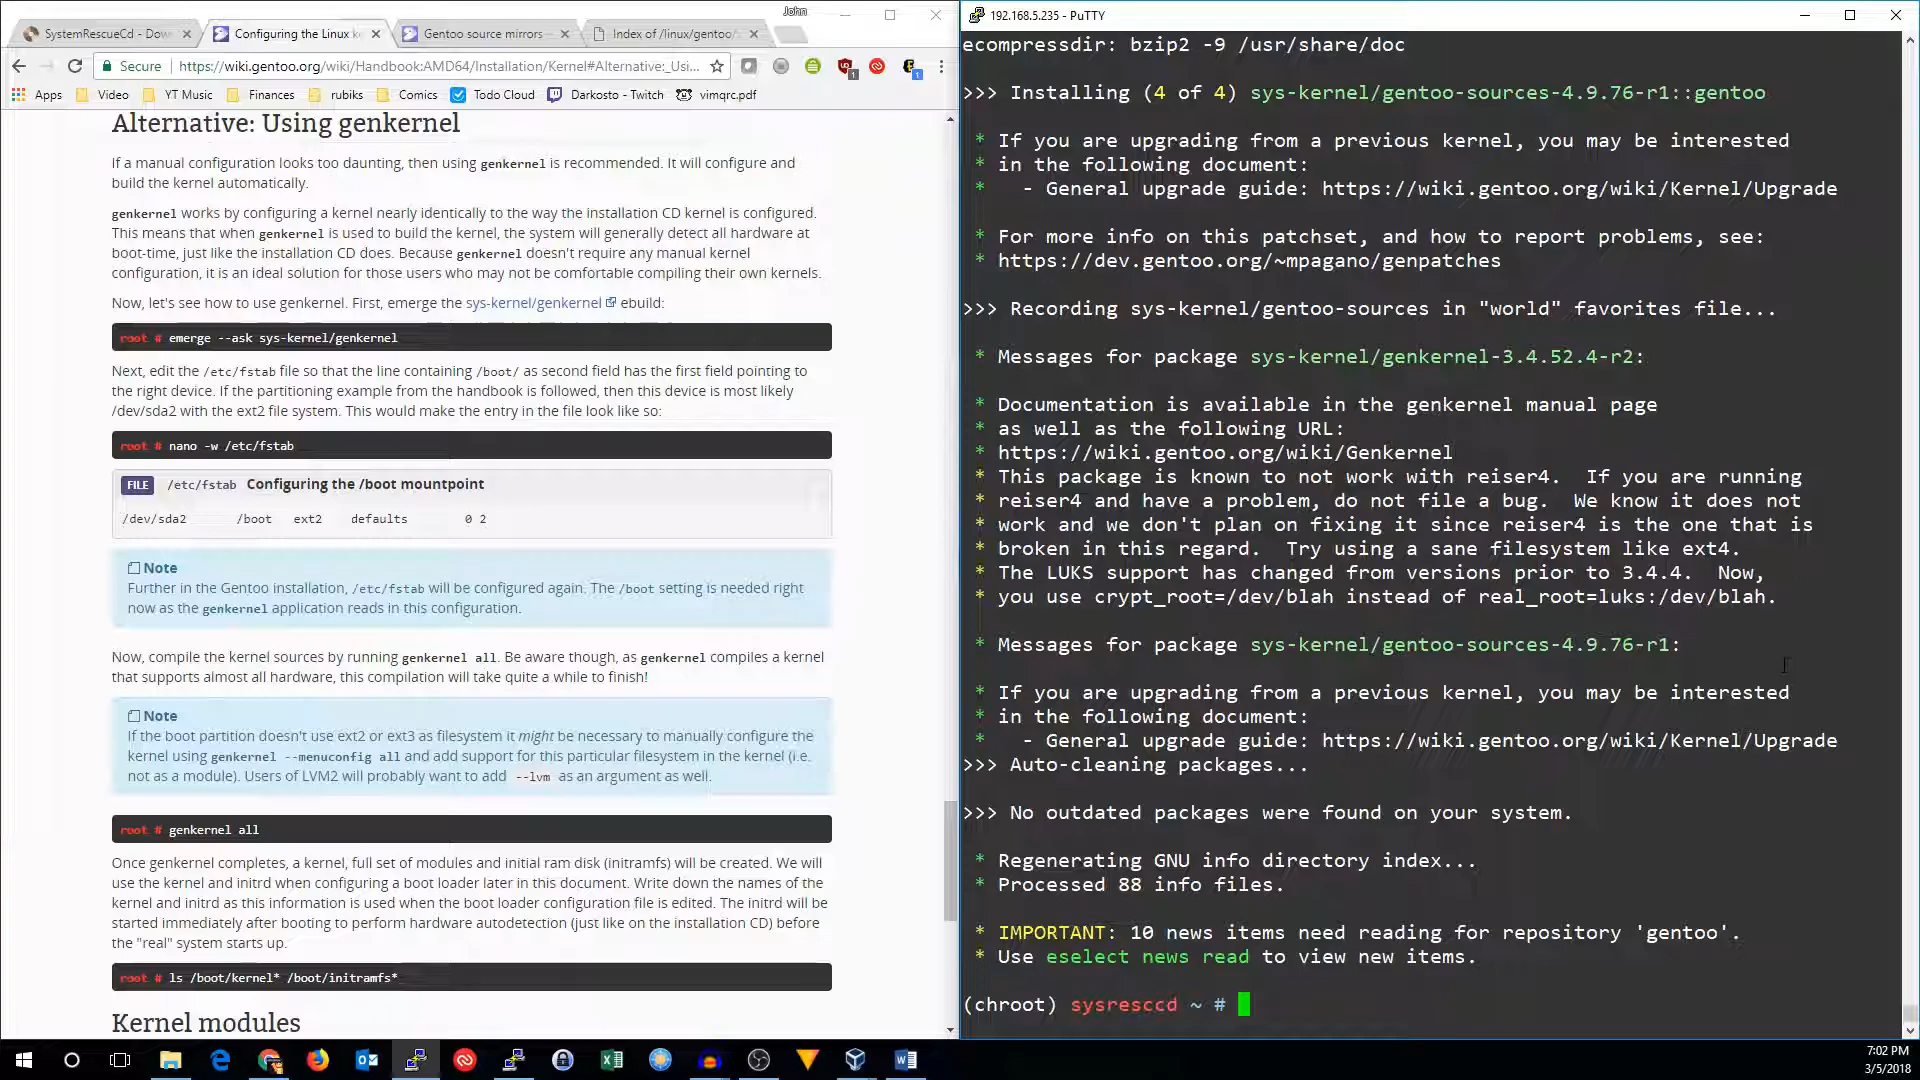 John
SystemRescueCd - Dow
Configuring the Linux k
Gentoo source mirrors
Index of /linux/gentoo/
192.168.5.235 - PuTTY
Secure
https://wiki.gentoo.org/wiki/Handbook:AMD64/Installation/Kernel#Alternative:_Usi...
Apps
Video
YT Music
Finances
rubiks
Comics
Todo Cloud
Darkosto - Twitch
vimqrc.pdf
Alternative: Using genkernel
If a manual configuration looks too daunting, then using genkernel is recommended. It will configure and
build the kernel automatically.
genkernel works by configuring a kernel nearly identically to the way the installation CD kernel is configured.
This means that when genkernel is used to build the kernel, the system will generally detect all hardware at
boot-time, just like the installation CD does. Because genkernel doesn't require any manual kernel
configuration, it is an ideal solution for those users who may not be comfortable compiling their own kernels.
Now, let's see how to use genkernel. First, emerge the sys-kernel/genkernel ebuild:
root # emerge --ask sys-kernel/genkernel
Next, edit the /etc/fstab file so that the line containing /boot/ as second field has the first field pointing to
the right device. If the partitioning example from the handbook is followed, then this device is most likely
/dev/sda2 with the ext2 file system. This would make the entry in the file look like so:
root # nano -w /etc/fstab
FILE /etc/fstab Configuring the /boot mountpoint
/dev/sda2 /boot ext2 defaults 0 2
Note
Further in the Gentoo installation, /etc/fstab will be configured again. The /boot setting is needed right
now as the genkernel application reads in this configuration.
Now, compile the kernel sources by running genkernel all. Be aware though, as genkernel compiles a kernel
that supports almost all hardware, this compilation will take quite a while to finish!
Note
If the boot partition doesn't use ext2 or ext3 as filesystem it might be necessary to manually configure the
kernel using genkernel --menuconfig all and add support for this particular filesystem in the kernel (i.e.
not as a module). Users of LVM2 will probably want to add --lvm as an argument as well.
root # genkernel all
Once genkernel completes, a kernel, full set of modules and initial ram disk (initramfs) will be created. We will
use the kernel and initrd when configuring a boot loader later in this document. Write down the names of the
kernel and initrd as this information is used when the boot loader configuration file is edited. The initrd will be
started immediately after booting to perform hardware autodetection (just like on the installation CD) before
the "real" system starts up.
root # ls /boot/kernel* /boot/initramfs*
Kernel modules
ecompressdir: bzip2 -9 /usr/share/doc
>>> Installing (4 of 4) sys-kernel/gentoo-sources-4.9.76-r1::gentoo
* If you are upgrading from a previous kernel, you may be interested
* in the following document:
* - General upgrade guide: https://wiki.gentoo.org/wiki/Kernel/Upgrade
* For more info on this patchset, and how to report problems, see:
* https://dev.gentoo.org/~mpagano/genpatches
>>> Recording sys-kernel/gentoo-sources in "world" favorites file...
* Messages for package sys-kernel/genkernel-3.4.52.4-r2:
* Documentation is available in the genkernel manual page
* as well as the following URL:
* https://wiki.gentoo.org/wiki/Genkernel
* This package is known to not work with reiser4. If you are running
* reiser4 and have a problem, do not file a bug. We know it does not
* work and we don't plan on fixing it since reiser4 is the one that is
* broken in this regard. Try using a sane filesystem like ext4.
* The LUKS support has changed from versions prior to 3.4.4. Now,
* you use crypt_root=/dev/blah instead of real_root=luks:/dev/blah.
* Messages for package sys-kernel/gentoo-sources-4.9.76-r1:
* If you are upgrading from a previous kernel, you may be interested
* in the following document:
* - General upgrade guide: https://wiki.gentoo.org/wiki/Kernel/Upgrade
>>> Auto-cleaning packages...
>>> No outdated packages were found on your system.
* Regenerating GNU info directory index...
* Processed 88 info files.
* IMPORTANT: 10 news items need reading for repository 'gentoo'.
* Use eselect news read to view new items.
(chroot) sysresccd ~ #
7:02 PM
3/5/2018